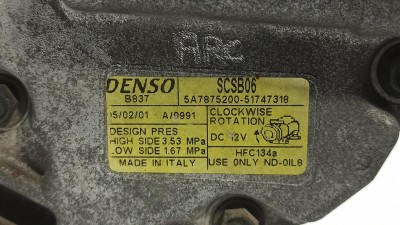 ARC
DENSO SCSB06
B837 5A7875200-51747318
05/02/01 - A/0991 CLOCKWISE
ROTATION
DESIGN PRES DC 12V
HIGH SIDE 3.53 MPa
LOW SIDE 1.67 MPa HFC134a
MADE IN ITALY USE ONLY ND-OIL8